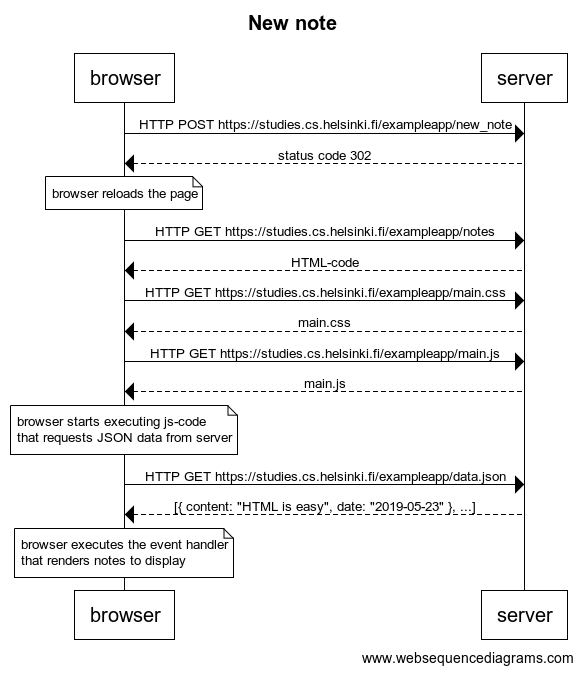 New note
browser
server
HTTP POST https://studies.cs.helsinki.fi/exampleapp/new_note
status code 302
browser reloads the page
HTTP GET https://studies.cs.helsinki.fi/exampleapp/notes
HTML-code
HTTP GET https://studies.cs.helsinki.fi/exampleapp/main.css
main.css
HTTP GET https://studies.cs.helsinki.fi/exampleapp/main.js
main.js
browser starts executing js-code
that requests JSON data from server
HTTP GET https://studies.cs.helsinki.fi/exampleapp/data.json
[{ content: "HTML is easy", date: "2019-05-23" }, ...]
browser executes the event handler
that renders notes to display
browser
server
www.websequencediagrams.com